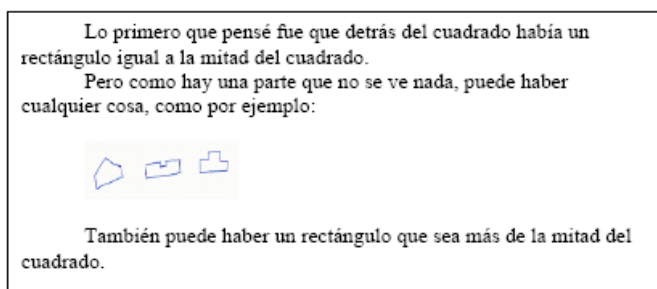 Lo primero que pensé fue que detrás del cuadrado había un
rectángulo igual a la mitad del cuadrado.
Pero como hay una parte que no se ve nada, puede haber
cualquier cosa, como por ejemplo:
También puede haber un rectángulo que sea más de la mitad del
cuadrado.